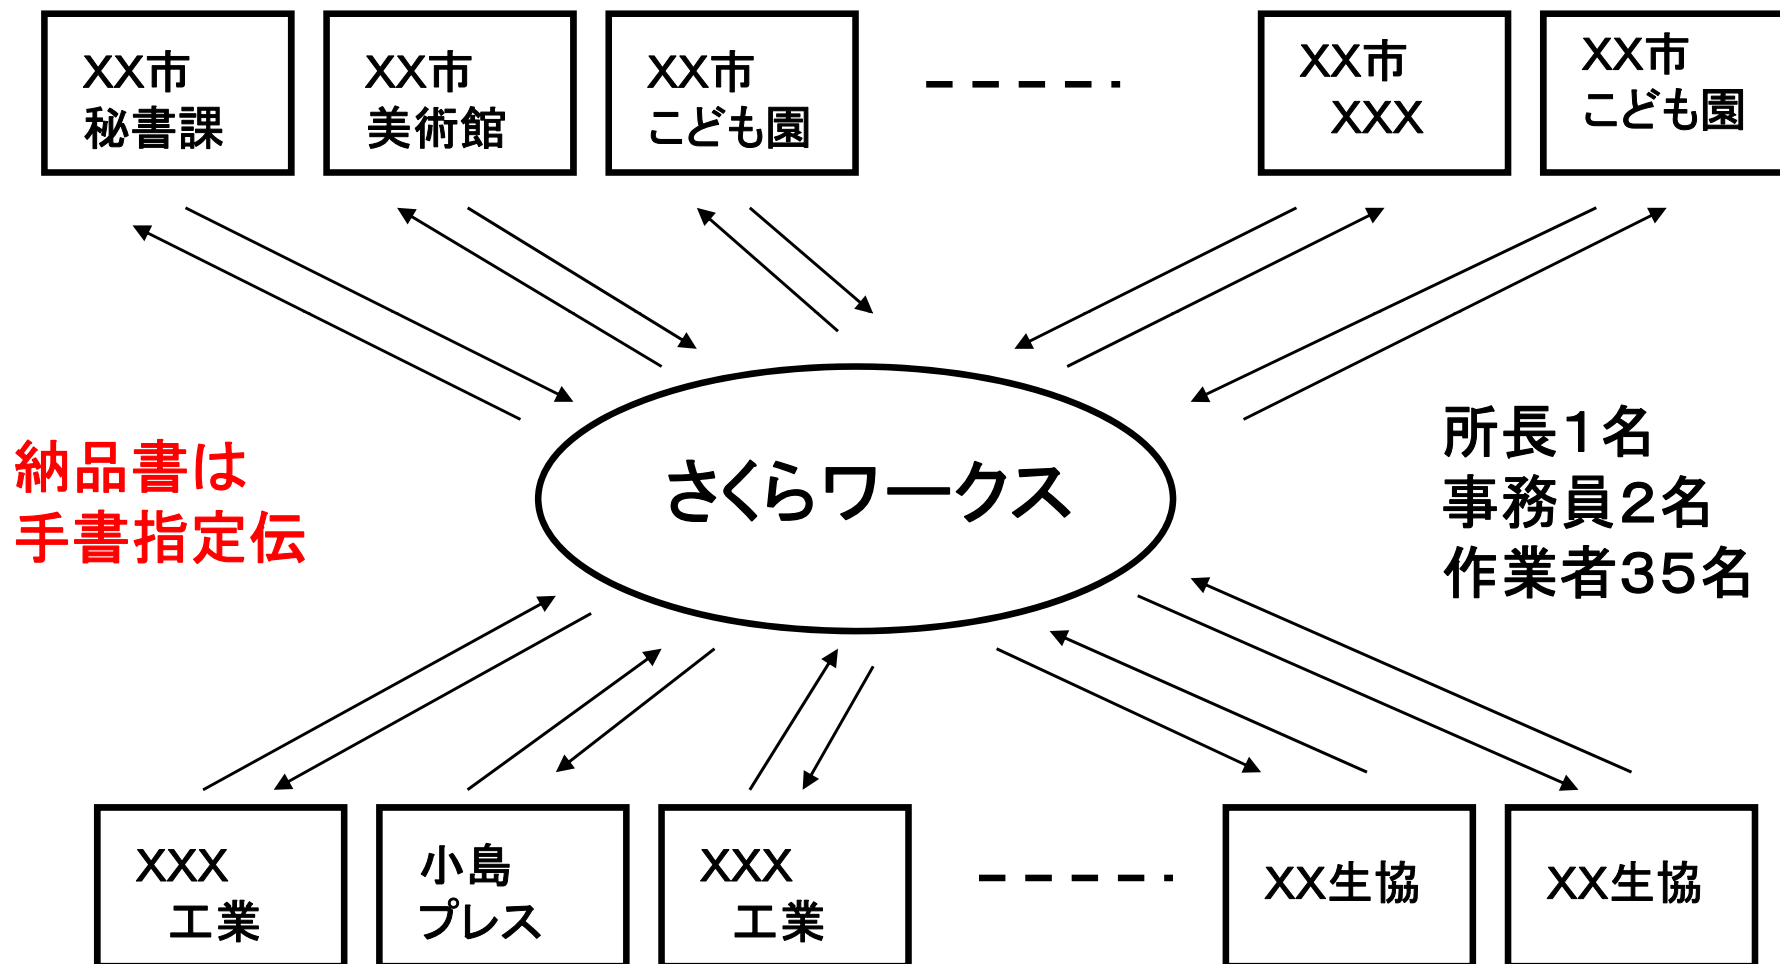 XX市
秘書課
XX市
美術館
XX市
こども園
XX市
XXX
XX市
こども園
納品書は
手書指定伝
さくらワークス
所長1名
事務員2名
作業者35名
XXX
工業
小島
プレス
XXX
工業
XX生協
XX生協